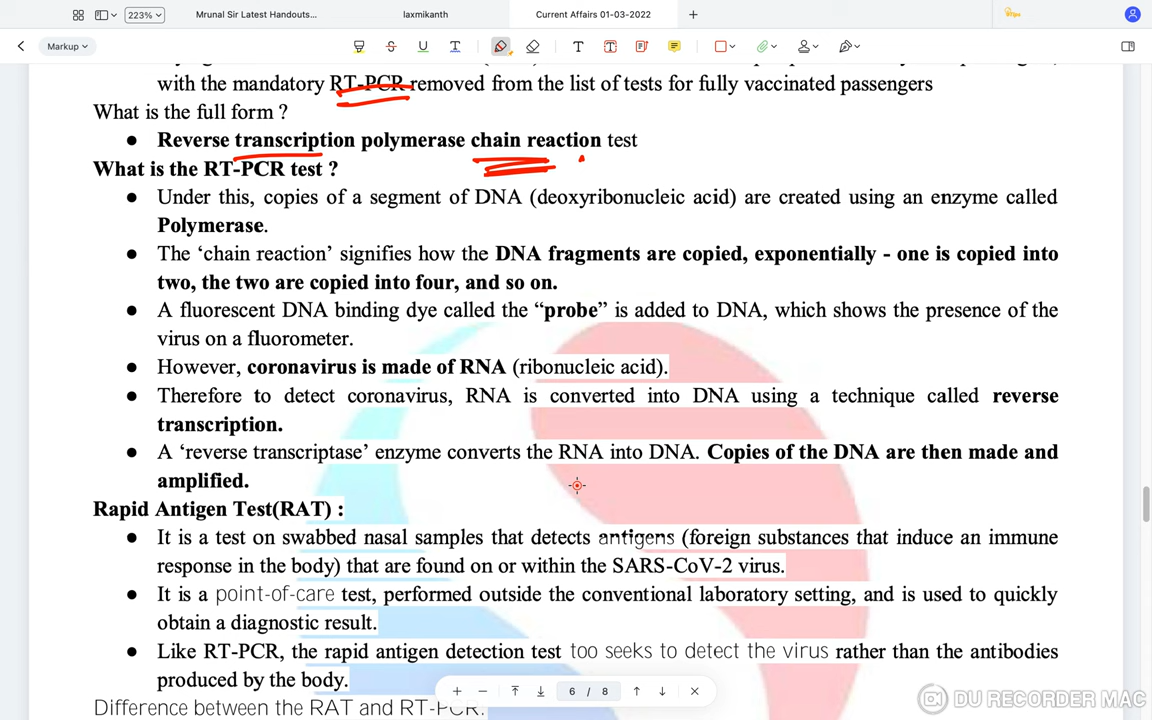 223%
Mrunal Sir Latest Handouts...
laxmikanth
Current Affairs 01-03-2022
Markup
with the mandatory RT-PCR removed from the list of tests for fully vaccinated passengers
What is the full form ?
● Reverse transcription polymerase chain reaction test
What is the RT-PCR test ?
● Under this, copies of a segment of DNA (deoxyribonucleic acid) are created using an enzyme called
Polymerase.
● The ‘chain reaction’ signifies how the DNA fragments are copied, exponentially - one is copied into
two, the two are copied into four, and so on.
● A fluorescent DNA binding dye called the “probe” is added to DNA, which shows the presence of the
virus on a fluorometer.
● However, coronavirus is made of RNA (ribonucleic acid).
● Therefore to detect coronavirus, RNA is converted into DNA using a technique called reverse
transcription.
● A ‘reverse transcriptase’ enzyme converts the RNA into DNA. Copies of the DNA are then made and
amplified.
Rapid Antigen Test(RAT) :
● It is a test on swabbed nasal samples that detects antigens (foreign substances that induce an immune
response in the body) that are found on or within the SARS-CoV-2 virus.
● It is a point-of-care test, performed outside the conventional laboratory setting, and is used to quickly
obtain a diagnostic result.
● Like RT-PCR, the rapid antigen detection test too seeks to detect the virus rather than the antibodies
produced by the body.
Difference between the RAT and RT-PCR:
6 / 8
DU RECORDER MAC